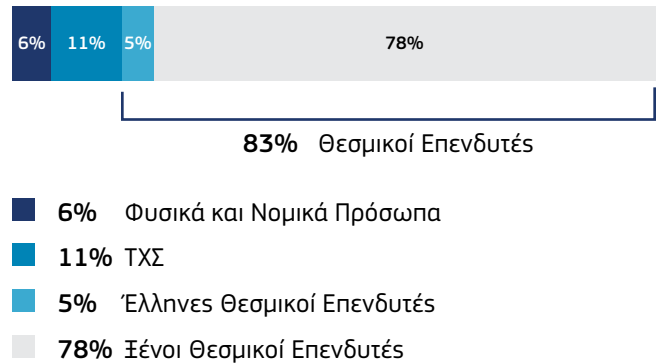 6% 11% 5% 78%
83% Θεσμικοί Επενδυτές
6% Φυσικά και Νομικά Πρόσωπα
11% ΤΧΣ
5% Έλληνες Θεσμικοί Επενδυτές
78% Ξένοι Θεσμικοί Επενδυτές